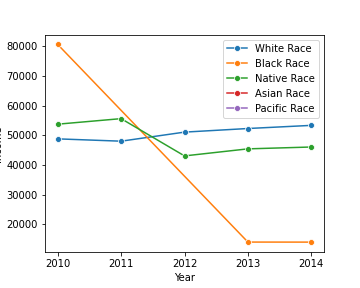 80000
70000
60000
50000
40000
30000
20000
White Race
Black Race
Native Race
Asian Race
Pacific Race
2010 2011 2012 2013 2014
Year